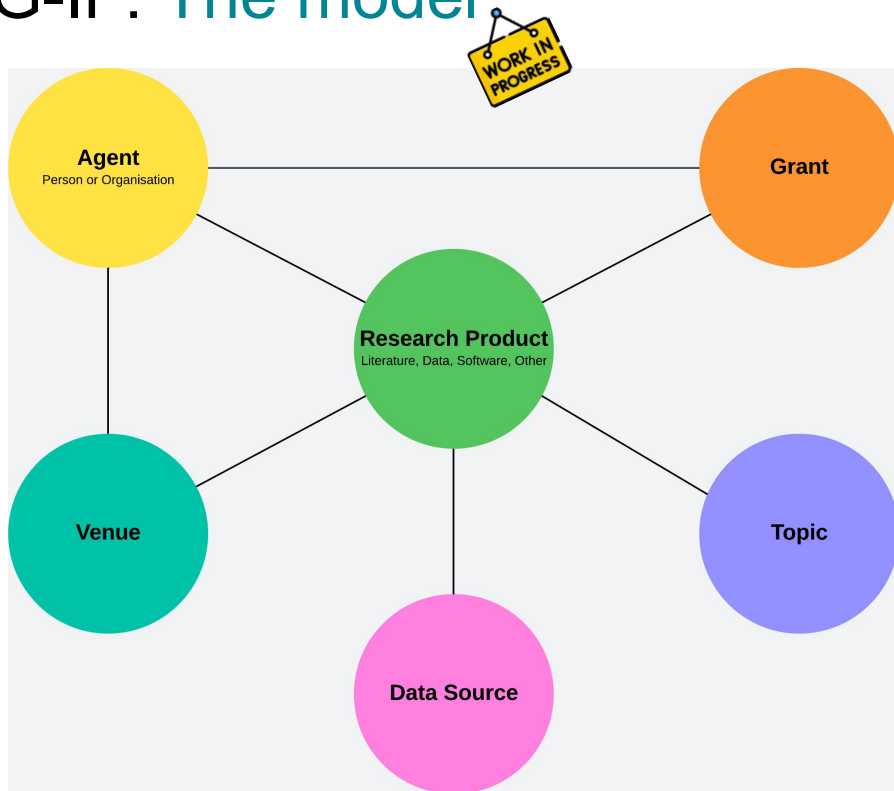 G-IF: The model
WORK IN
PROGRESS
Agent
Person or Organisation
Grant
Research Product
Literature, Data, Software, Other
Venue
Topic
Data Source